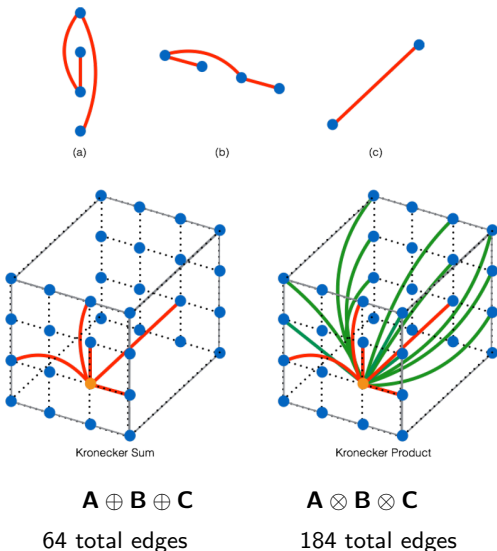 (a)
(b)
(c)
Kronecker Sum
Kronecker Product
A ⊕ B ⊕ C
A ⊗ B ⊗ C
64 total edges
184 total edges